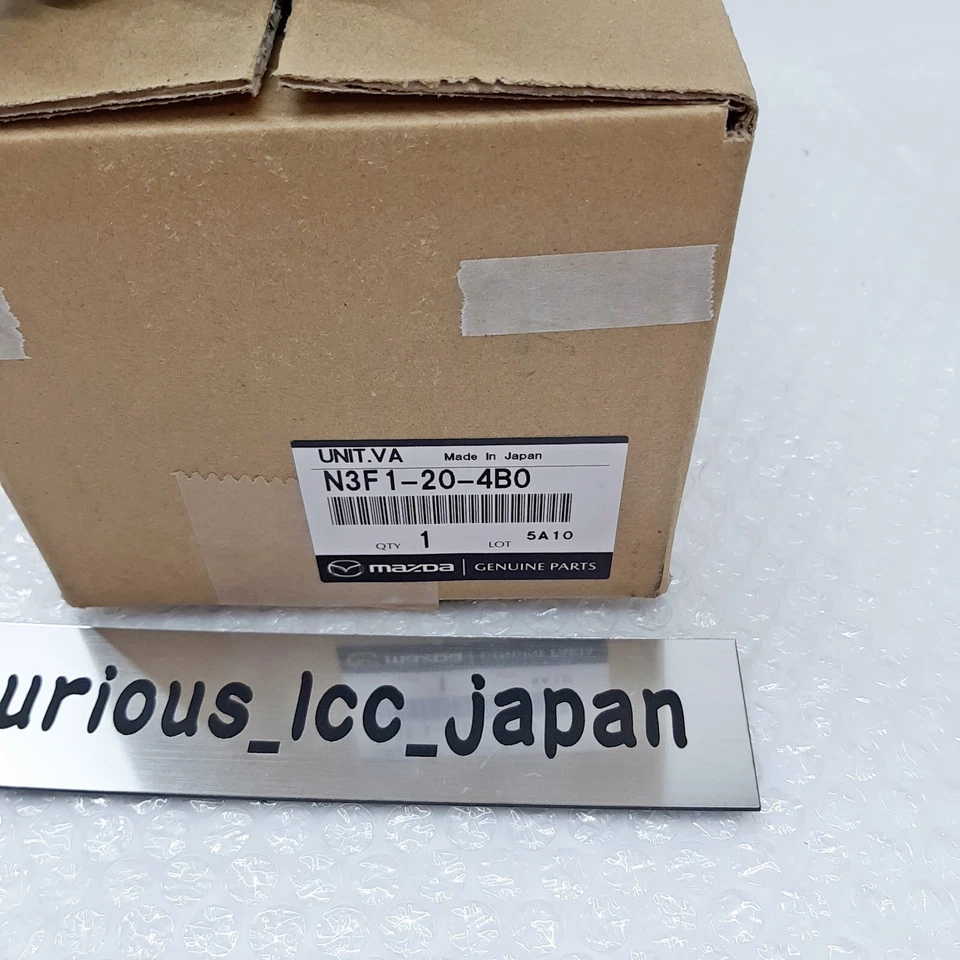 UNIT.VA Made In Japan
N3F1-20-4B0
QTY 1 LOT 5A10
mazda GENUINE PARTS
urious_lcc_japan